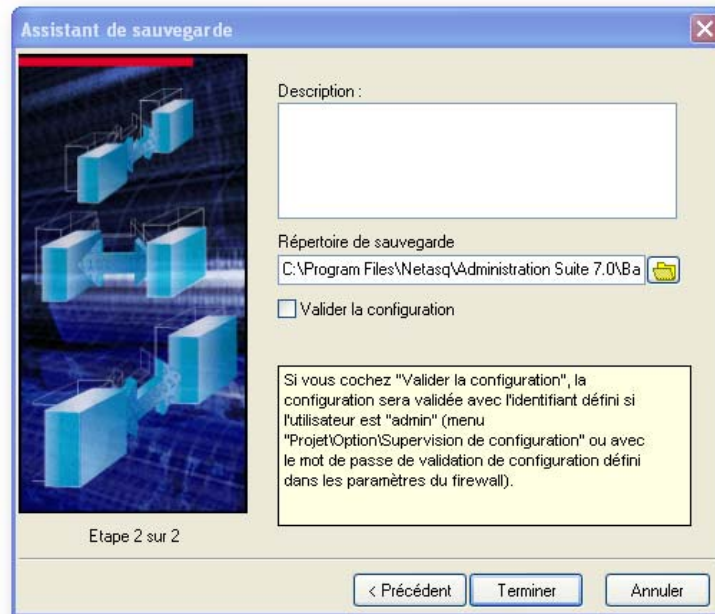 Assistant de sauvegarde
Description :
Répertoire de sauvegarde
C:\Program Files\Netasq\Administration Suite 7.0\Ba
Valider la configuration
Si vous cochez "Valider la configuration", la
configuration sera validée avec l'identifiant défini si
l'utilisateur est "admin" (menu
"Projet\Option\Supervision de configuration" ou avec
le mot de passe de validation de configuration défini
dans les paramètres du firewall).
Etape 2 sur 2
< Précédent
Terminer
Annuler